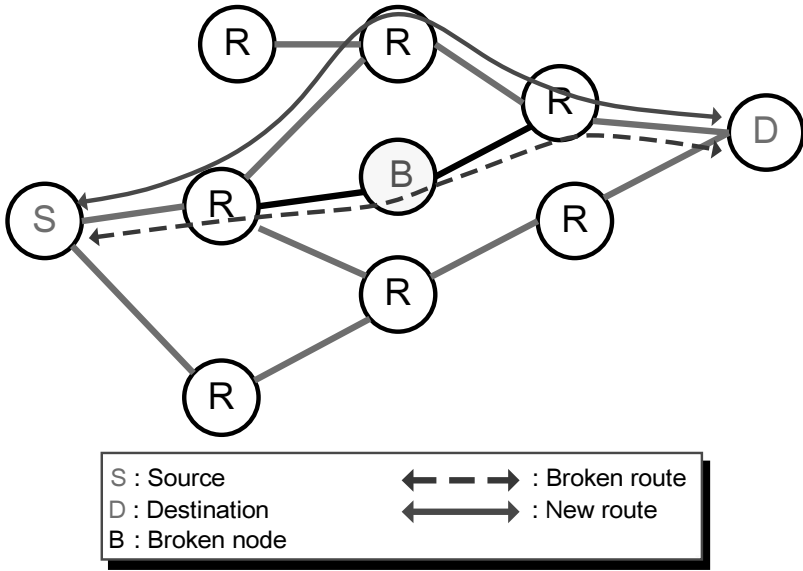 R
R
R
D
B
R
S
R
R
R
S : Source
: Broken route
D : Destination
: New route
B : Broken node